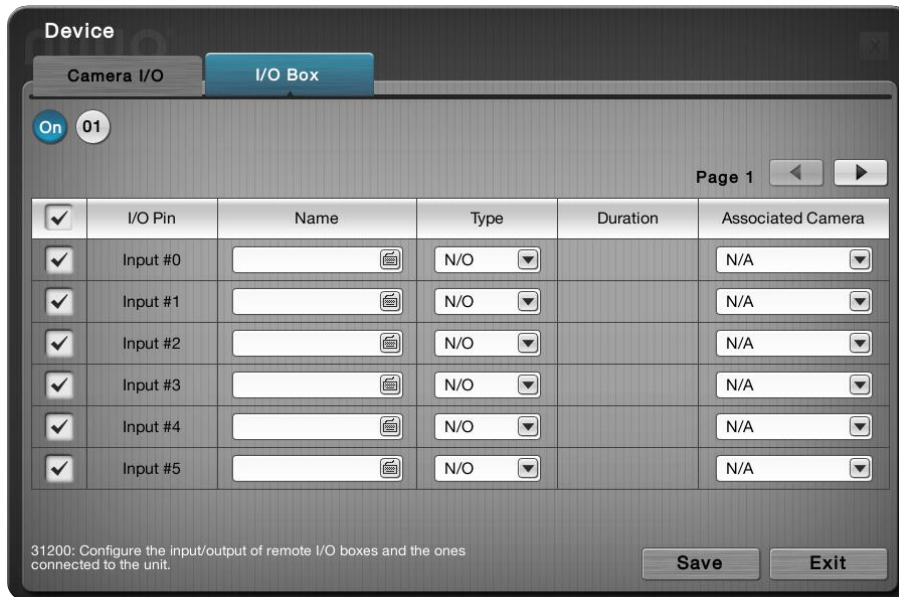 Device
Camera I/O I/O Box
On 01
Page 1
I/O Pin Name Type Duration Associated Camera
Input #0 N/O N/A
Input #1 N/O N/A
Input #2 N/O N/A
Input #3 N/O N/A
Input #4 N/O N/A
Input #5 N/O N/A
31200: Configure the input/output of remote I/O boxes and the ones
connected to the unit.
Save Exit